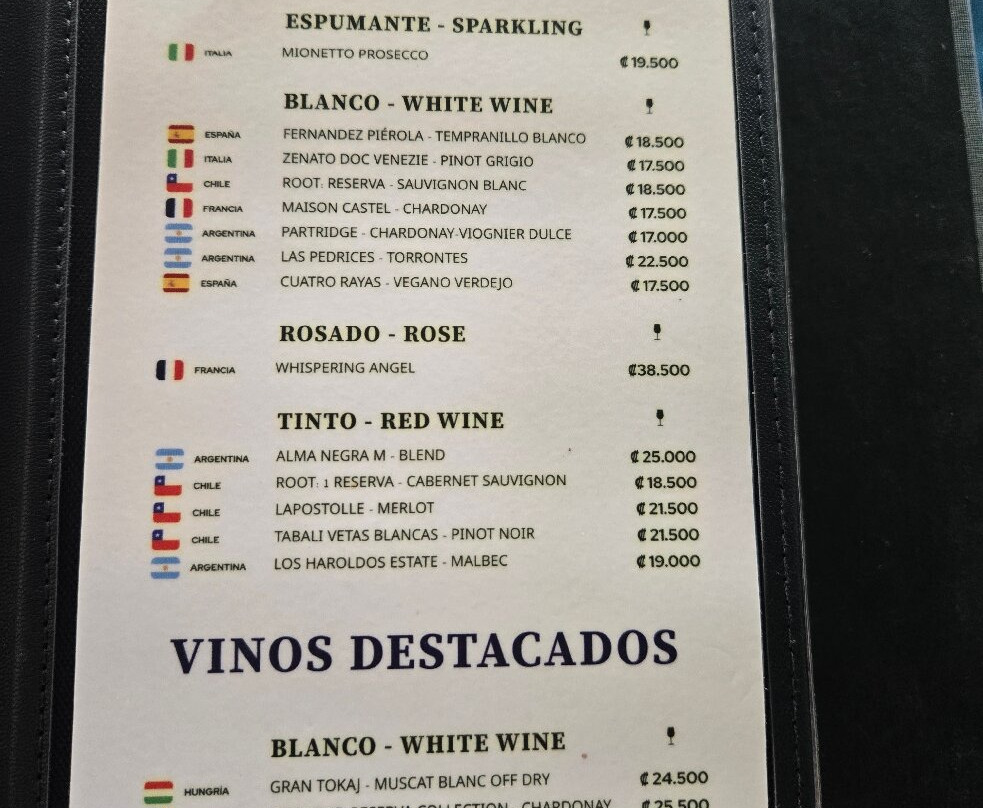 ESPUMANTE - SPARKLING
ITALIA MIONETTO PROSECCO ₡ 19.500
BLANCO - WHITE WINE
ESPAÑA FERNANDEZ PIÉROLA - TEMPRANILLO BLANCO ₡ 18.500
ITALIA ZENATO DOC VENEZIE - PINOT GRIGIO ₡ 17.500
CHILE ROOT: RESERVA - SAUVIGNON BLANC ₡ 18.500
FRANCIA MAISON CASTEL - CHARDONAY ₡ 17.500
ARGENTINA PARTRIDGE - CHARDONAY-VIOGNIER DULCE ₡ 17.000
ARGENTINA LAS PEDRICES - TORRONTES ₡ 22.500
ESPAÑA CUATRO RAYAS - VEGANO VERDEJO ₡ 17.500
ROSADO - ROSE
FRANCIA WHISPERING ANGEL ₡38.500
TINTO - RED WINE
ARGENTINA ALMA NEGRA M - BLEND ₡ 25.000
CHILE ROOT: 1 RESERVA - CABERNET SAUVIGNON ₡ 18.500
CHILE LAPOSTOLLE - MERLOT ₡ 21.500
CHILE TABALI VETAS BLANCAS - PINOT NOIR ₡ 21.500
ARGENTINA LOS HAROLDOS ESTATE - MALBEC ₡ 19.000
VINOS DESTACADOS
BLANCO - WHITE WINE
HUNGRÍA GRAN TOKAJ - MUSCAT BLANC OFF DRY ₡ 24.500
RESERVA COLLECTION - CHARDONNAY ₡ 25.500